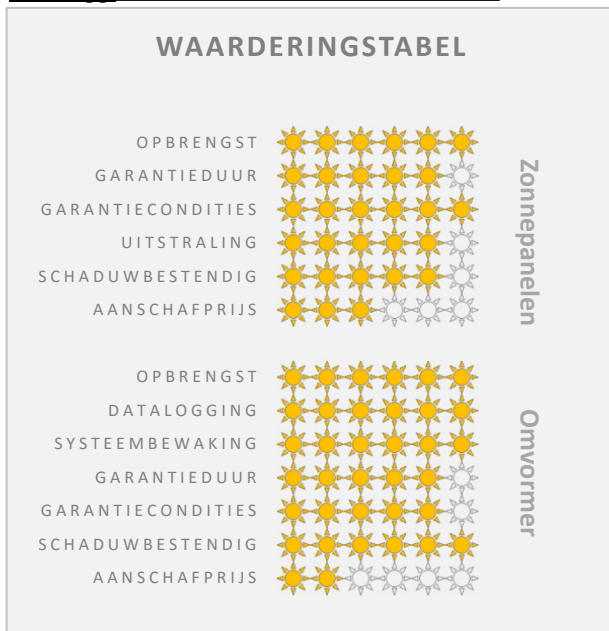 WAARDERINGSTABEL
OPBRENGST
GARANTIEDUUR
GARANTIECONDITIES
UITSTRALING
SCHADUWBESTENDIG
AANSCHAFPRIJS
Zonnepanelen
OPBRENGST
DATALOGGING
SYSTEEMBEWAKING
GARANTIEDUUR
GARANTIECONDITIES
SCHADUWBESTENDIG
AANSCHAFPRIJS
Omvormer